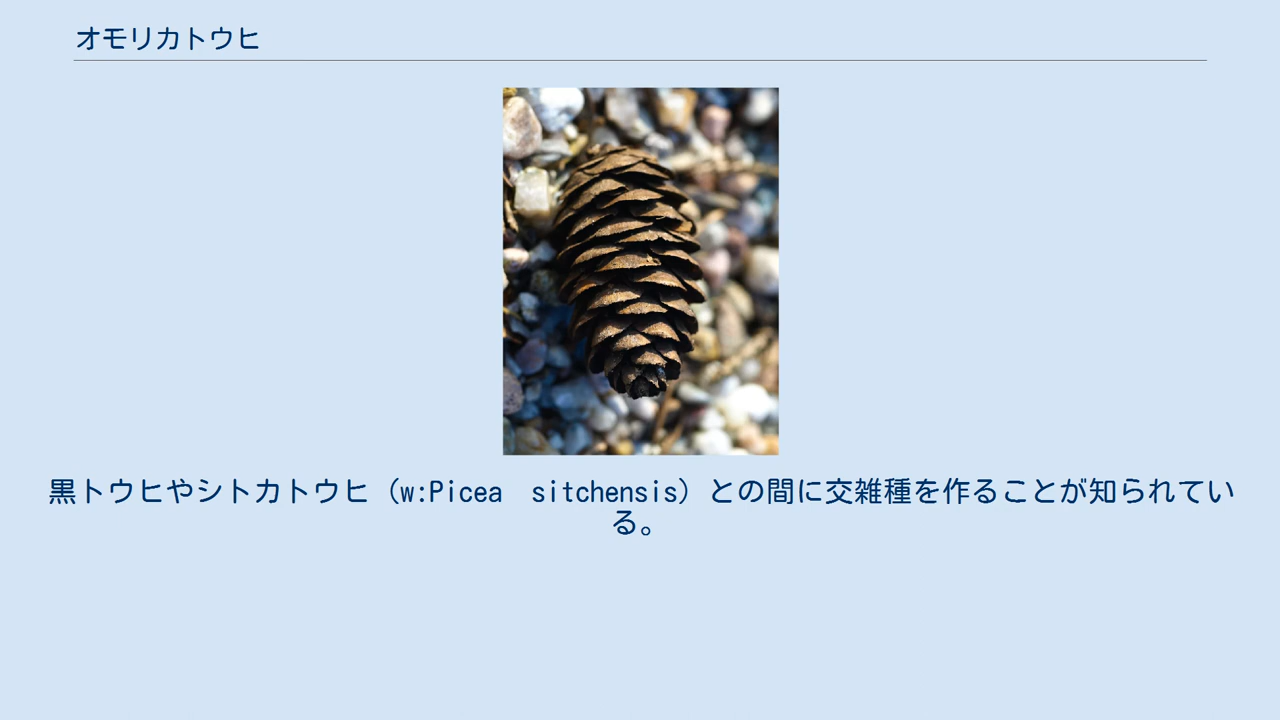 オモリカトウヒ
黒トウヒやシトカトウヒ（w:Picea　sitchensis）との間に交雑種を作ることが知られてい
る。